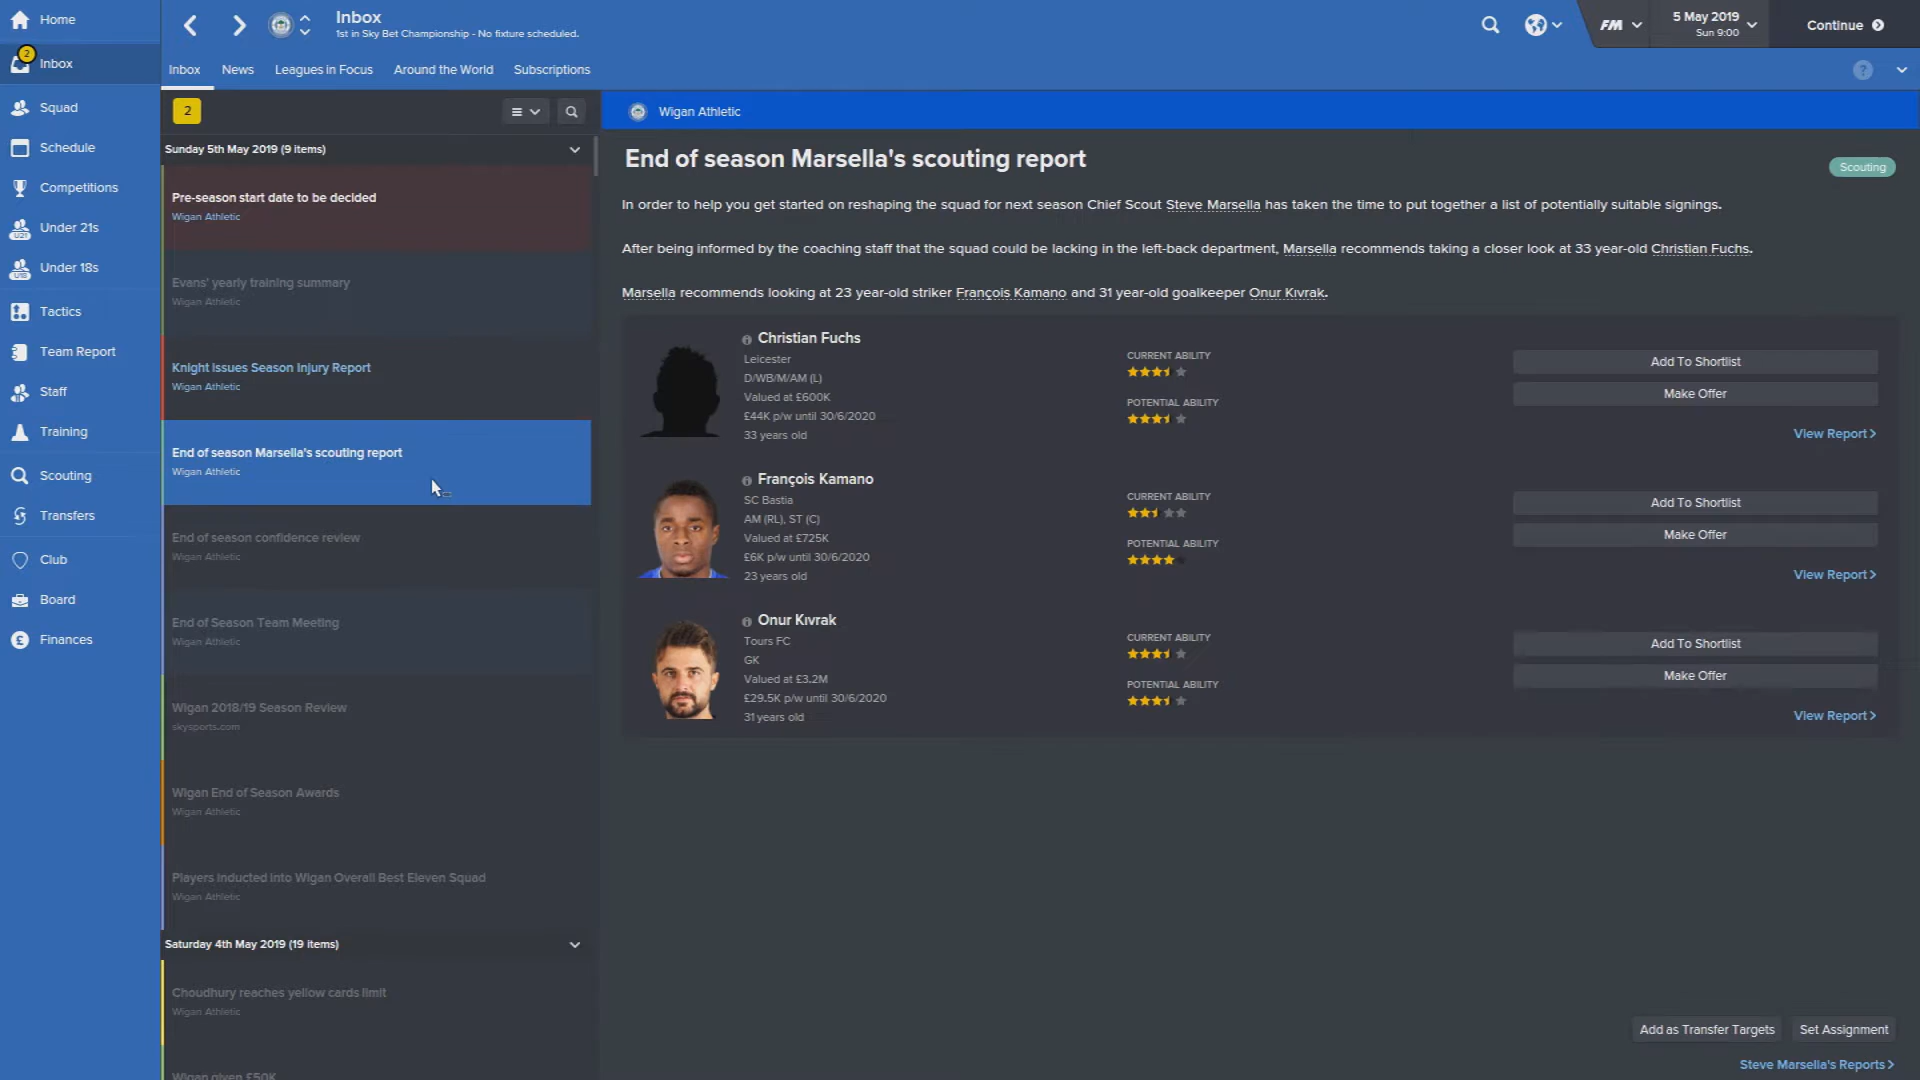 Home
2
Inbox
Squad
Schedule
Competitions
Under 21s
U21
Under 18s
U18
Tactics
Team Report
Staff
Training
Scouting
Transfers
Club
Board
£
Finances
Inbox
1st in Sky Bet Championship - No fixture scheduled.
FM
5 May 2019
Sun 9:00
Continue
Inbox
News
Leagues in Focus
Around the World
Subscriptions
?
2
Sunday 5th May 2019 (9 items)
Pre-season start date to be decided
Wigan Athletic
Evans' yearly training summary
Wigan Athletic
Knight issues Season Injury Report
Wigan Athletic
End of season Marsella's scouting report
Wigan Athletic
End of season confidence review
Wigan Athletic
End of Season Team Meeting
Wigan Athletic
Wigan 2018/19 Season Review
skysports.com
Wigan End of Season Awards
Wigan Athletic
Players inducted into Wigan Overall Best Eleven Squad
Wigan Athletic
Saturday 4th May 2019 (19 items)
Choudhury reaches yellow cards limit
Wigan Athletic
Wigan given £50K
Wigan Athletic
End of season Marsella's scouting report
Scouting
In order to help you get started on reshaping the squad for next season Chief Scout Steve Marsella has taken the time to put together a list of potentially suitable signings.
After being informed by the coaching staff that the squad could be lacking in the left-back department, Marsella recommends taking a closer look at 33 year-old Christian Fuchs.
Marsella recommends looking at 23 year-old striker François Kamano and 31 year-old goalkeeper Onur Kıvrak.
Christian Fuchs
Leicester
D/WB/M/AM (L)
Valued at £600K
£44K p/w until 30/6/2020
33 years old
CURRENT ABILITY
POTENTIAL ABILITY
Add To Shortlist
Make Offer
View Report >
François Kamano
SC Bastia
AM (RL), ST (C)
Valued at £725K
£6K p/w until 30/6/2020
23 years old
CURRENT ABILITY
POTENTIAL ABILITY
Add To Shortlist
Make Offer
View Report >
Onur Kıvrak
Tours FC
GK
Valued at £3.2M
£29.5K p/w until 30/6/2020
31 years old
CURRENT ABILITY
POTENTIAL ABILITY
Add To Shortlist
Make Offer
View Report >
Add as Transfer Targets
Set Assignment
Steve Marsella's Reports >